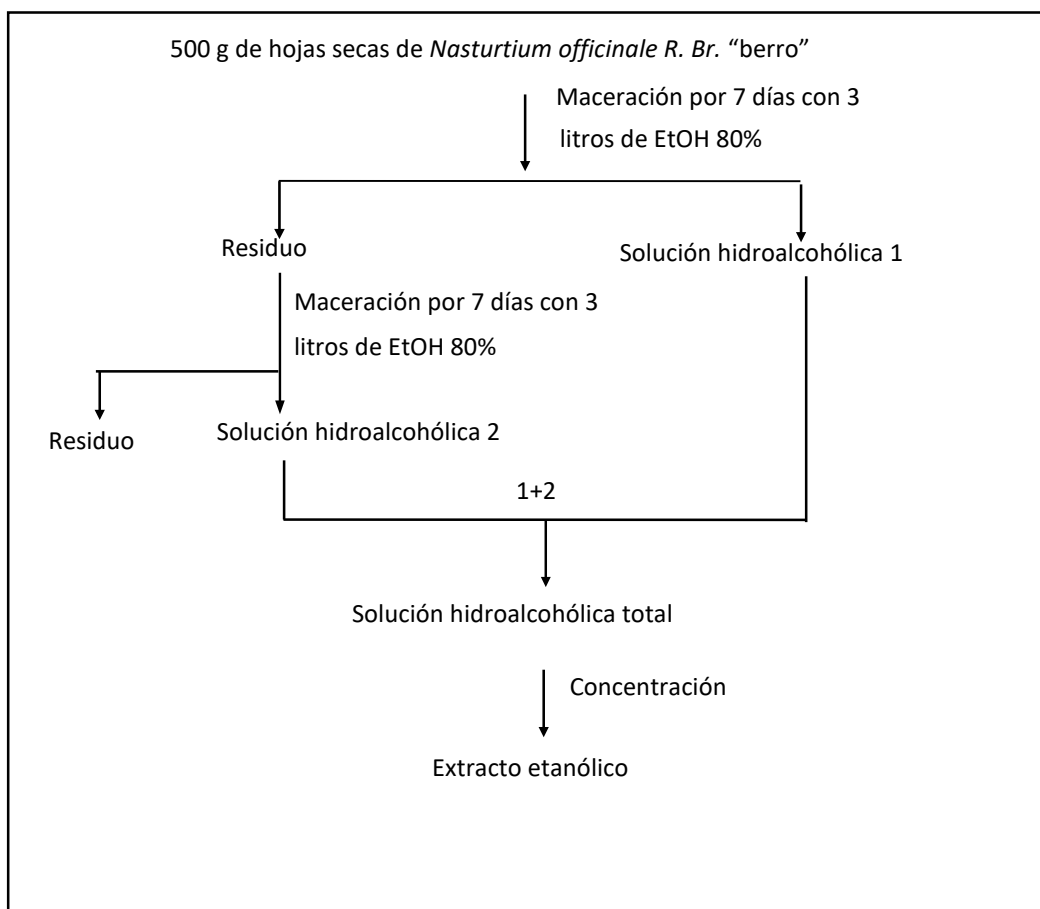 500 g de hojas secas de Nasturtium officinale R. Br. “berro”
Maceración por 7 días con 3
litros de EtOH 80%
Residuo
Solución hidroalcohólica 1
Maceración por 7 días con 3
litros de EtOH 80%
Residuo
Solución hidroalcohólica 2
1+2
Solución hidroalcohólica total
Concentración
Extracto etanólico